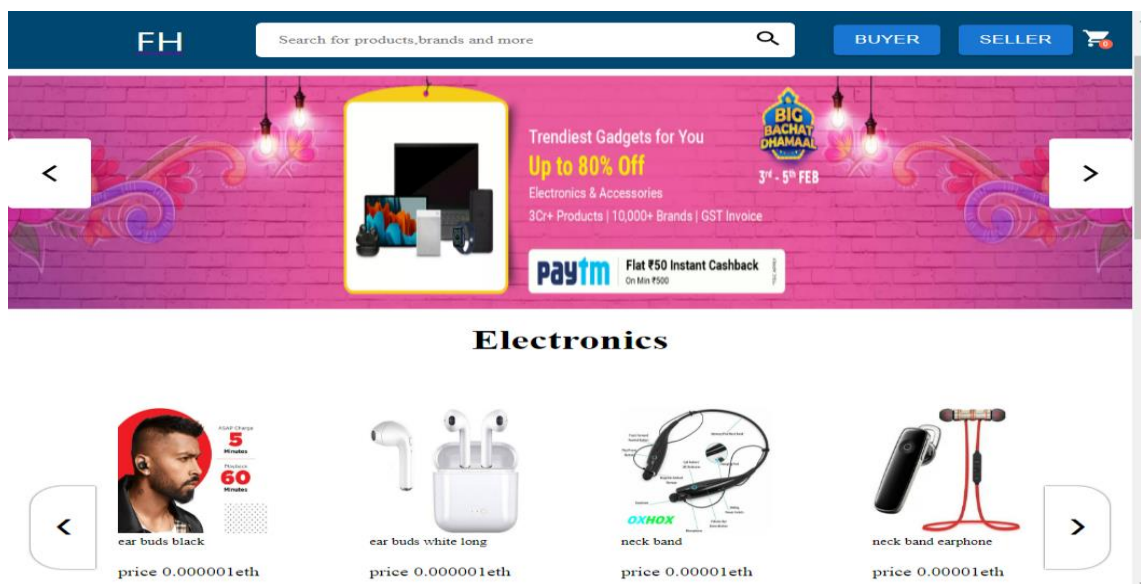 FH
Search for products,brands and more
BUYER
SELLER
0
<
Trendiest Gadgets for You
Up to 80% Off
Electronics & Accessories
3Cr+ Products | 10,000+ Brands | GST Invoice
BIG
BACHAT
DHAMAAL
3rd - 5th FEB
paytm
Flat ₹50 Instant Cashback
On Min ₹500
>
Electronics
<
ASAP Charge
5
Minutes
Playback
60
Minutes
ear buds black
price 0.000001eth
ear buds white long
price 0.000001eth
OXHOX
neck band
price 0.00001eth
neck band earphone
price 0.00001eth
>